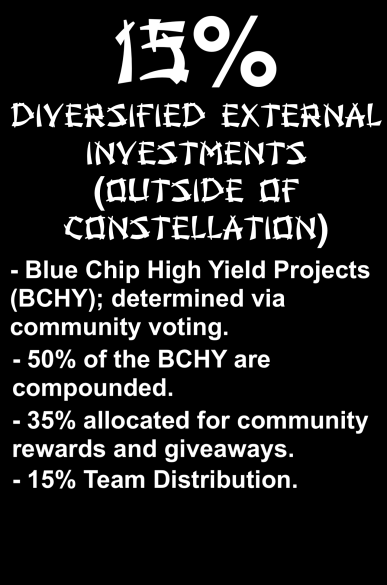 15%
DIVERSIFIED EXTERNAL
INVESTMENTS
(OUTSIDE OF
CONSTELLATION)
- Blue Chip High Yield Projects
(BCHY); determined via
community voting.
- 50% of the BCHY are
compounded.
- 35% allocated for community
rewards and giveaways.
- 15% Team Distribution.